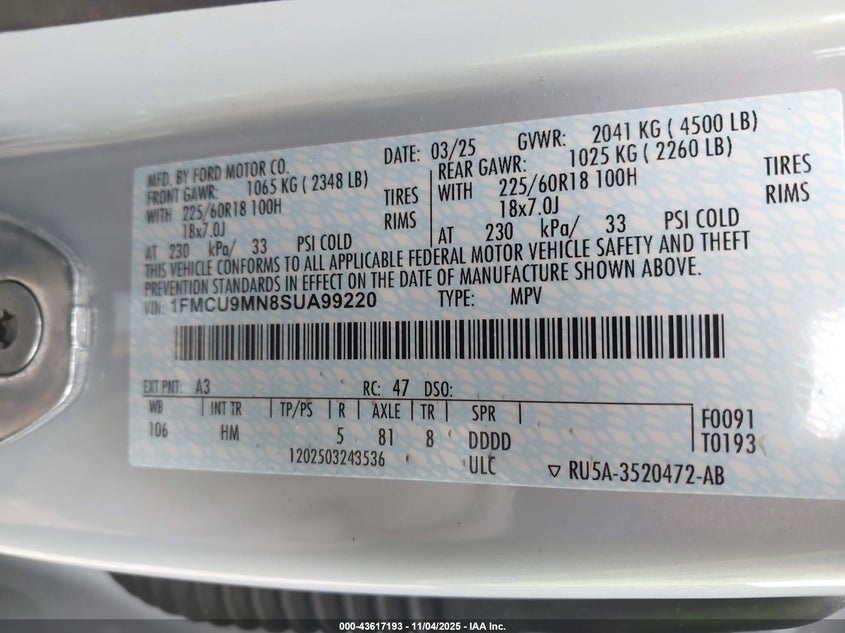 MFD. BY FORD MOTOR CO.
DATE: 03/25 GVWR: 2041 KG ( 4500 LB)
FRONT GAWR: 1065 KG ( 2348 LB)
WITH 225/60R18 100H TIRES
18x7.0J RIMS
AT 230 kPa/ 33 PSI COLD
REAR GAWR: 1025 KG ( 2260 LB)
WITH 225/60R18 100H TIRES
18x7.0J RIMS
AT 230 kPa/ 33 PSI COLD
THIS VEHICLE CONFORMS TO ALL APPLICABLE FEDERAL MOTOR VEHICLE SAFETY AND THEFT
PREVENTION STANDARDS IN EFFECT ON THE DATE OF MANUFACTURE SHOWN ABOVE.
VIN: 1FMCU9MN8SUA99220 TYPE: MPV
EXT PNT: A3 RC: 47 DSO:
WB INT TR TP/PS R AXLE TR SPR
106 HM 5 81 8 DDDD
F0091
T0193
1202503243536 ULC ▽ RU5A-3520472-AB
000-43617193 - 11/04/2025 - IAA Inc.